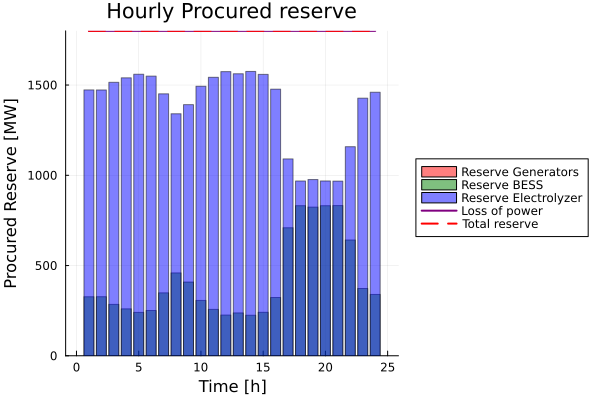 Hourly Procured reserve
Procured Reserve [MW]
1500
1000
500
0
0 5 10 15 20 25
Time [h]
Reserve Generators
Reserve BESS
Reserve Electrolyzer
Loss of power
Total reserve